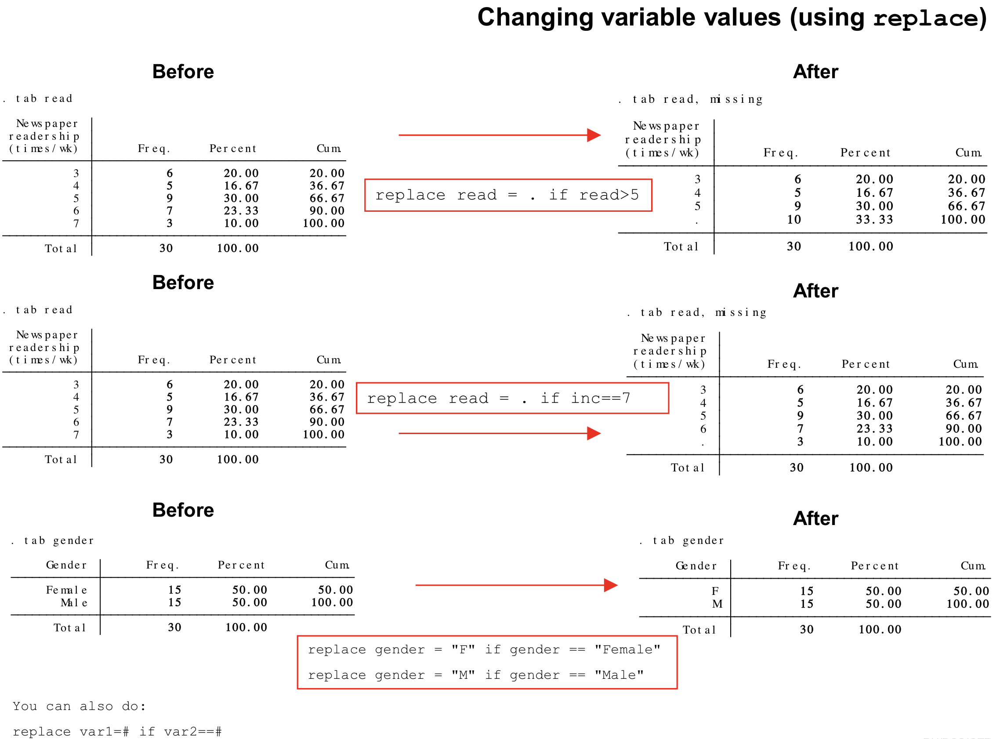 Changing variable values (using replace)
Before
After
. tab read
. tab read, missing
Newspaper
readership
(times/wk) Freq. Percent Cum.
3 6 20.00 20.00
4 5 16.67 36.67
5 9 30.00 66.67
6 7 23.33 90.00
7 3 10.00 100.00
Total 30 100.00
replace read = . if read>5
Newspaper
readership
(times/wk) Freq. Percent Cum.
3 6 20.00 20.00
4 5 16.67 36.67
5 9 30.00 66.67
. 10 33.33 100.00
Total 30 100.00
Before
After
. tab read
. tab read, missing
Newspaper
readership
(times/wk) Freq. Percent Cum.
3 6 20.00 20.00
4 5 16.67 36.67
5 9 30.00 66.67
6 7 23.33 90.00
7 3 10.00 100.00
Total 30 100.00
replace read = . if inc==7
Newspaper
readership
(times/wk) Freq. Percent Cum.
3 6 20.00 20.00
4 5 16.67 36.67
5 9 30.00 66.67
6 7 23.33 90.00
. 3 10.00 100.00
Total 30 100.00
Before
After
. tab gender
. tab gender
Gender Freq. Percent Cum.
Female 15 50.00 50.00
Male 15 50.00 100.00
Total 30 100.00
Gender Freq. Percent Cum.
F 15 50.00 50.00
M 15 50.00 100.00
Total 30 100.00
replace gender = "F" if gender == "Female"
replace gender = "M" if gender == "Male"
You can also do:
replace var1=# if var2==#